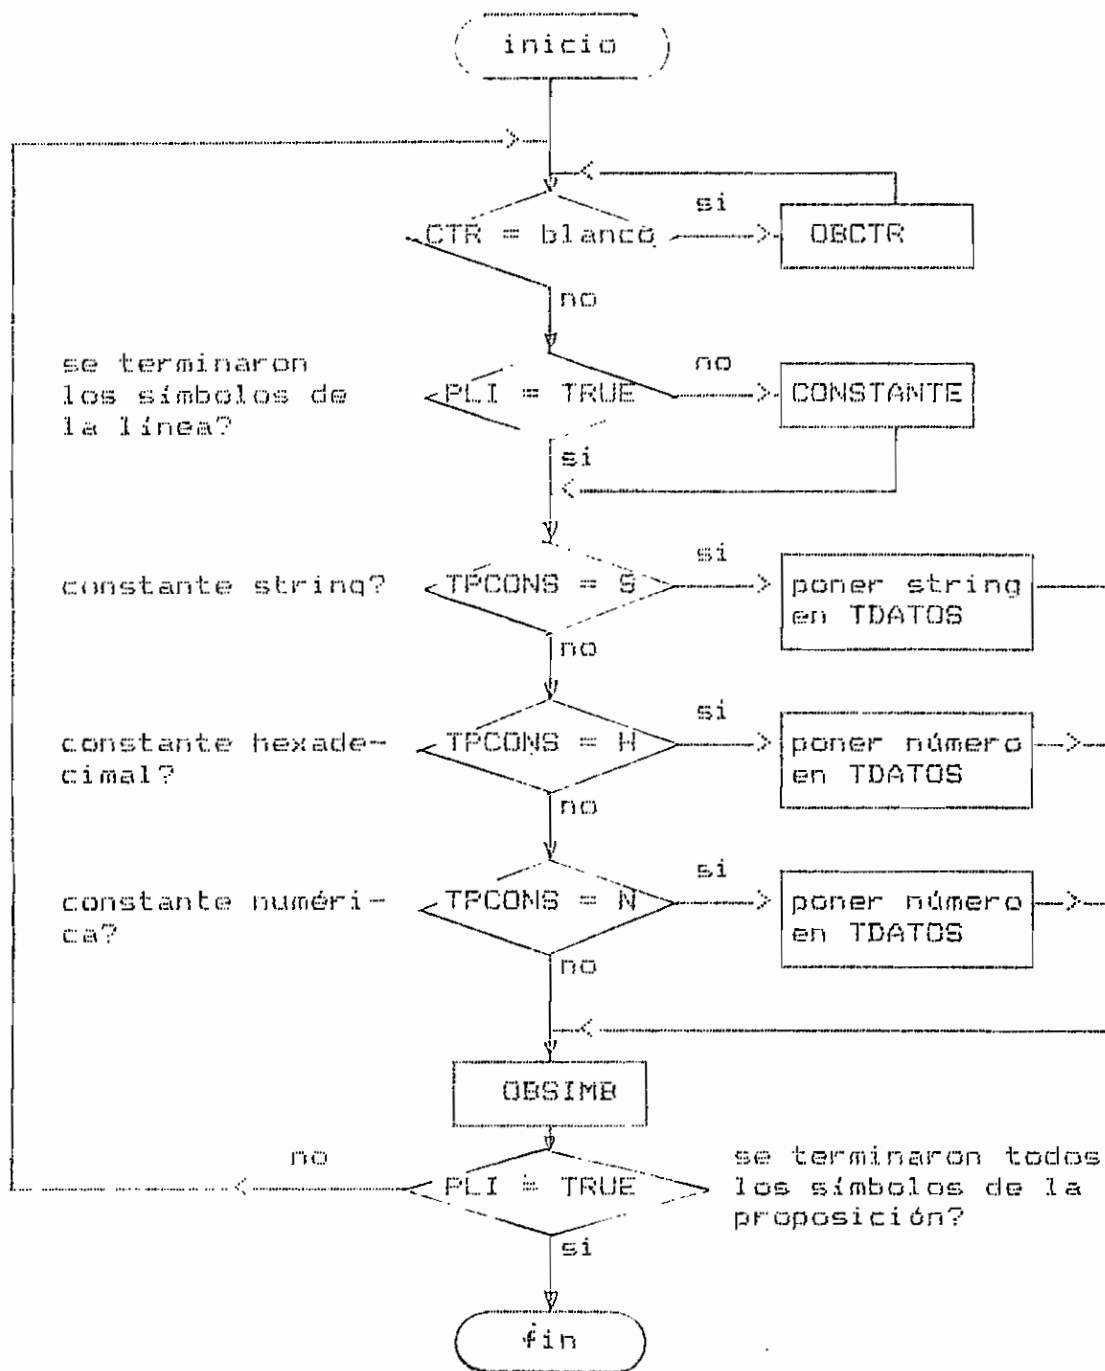 inicio
si
CTR = blanco
OBCTR
no
se terminaron
los símbolos de
la línea?
PLI = TRUE
no
CONSTANTE
si
constante string?
TPCONS = S
si
poner string
en TDATOS
no
constante hexade-
cimal?
TPCONS = H
si
poner número
en TDATOS
no
constante numéri-
ca?
TPCONS = N
si
poner número
en TDATOS
no
OBSIMB
no
PLI = TRUE
se terminaron todos
los símbolos de la
proposición?
si
fin